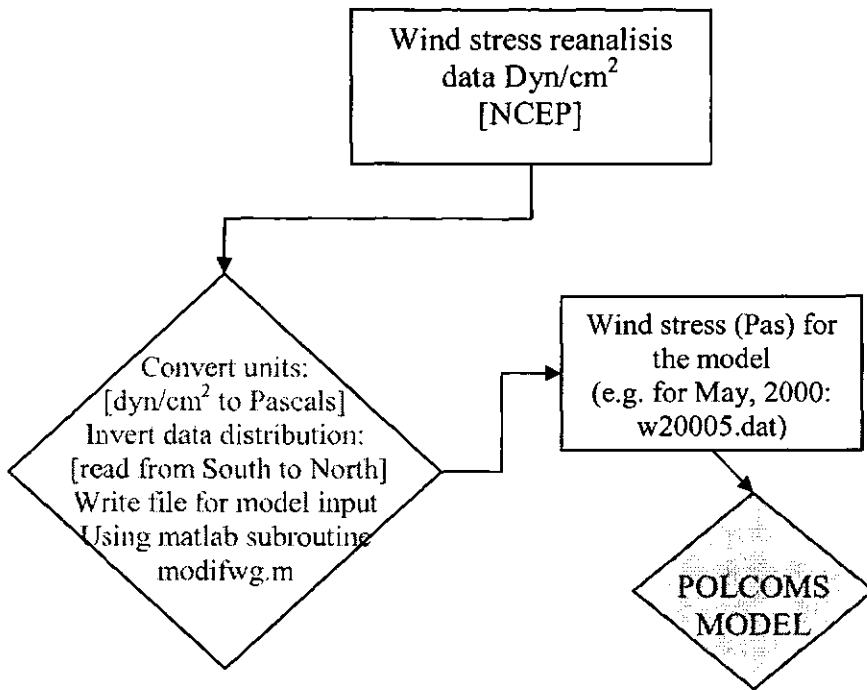 Wind stress reanalisis
data Dyn/cm²
[NCEP]
Convert units:
[dyn/cm² to Pascals]
Invert data distribution:
[read from South to North]
Write file for model input
Using matlab subroutine
modifwg.m
Wind stress (Pas) for
the model
(e.g. for May, 2000:
w20005.dat)
POLCOMS
MODEL